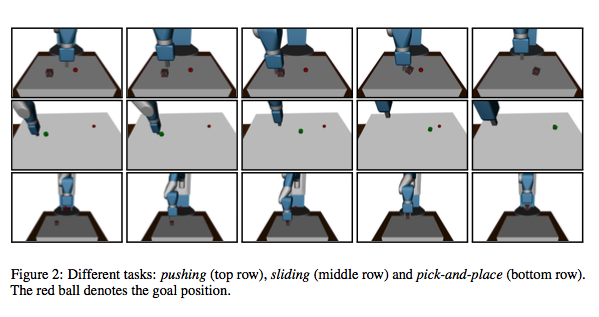 Figure 2: Different tasks: pushing (top row), sliding (middle row) and pick-and-place (bottom row).
The red ball denotes the goal position.